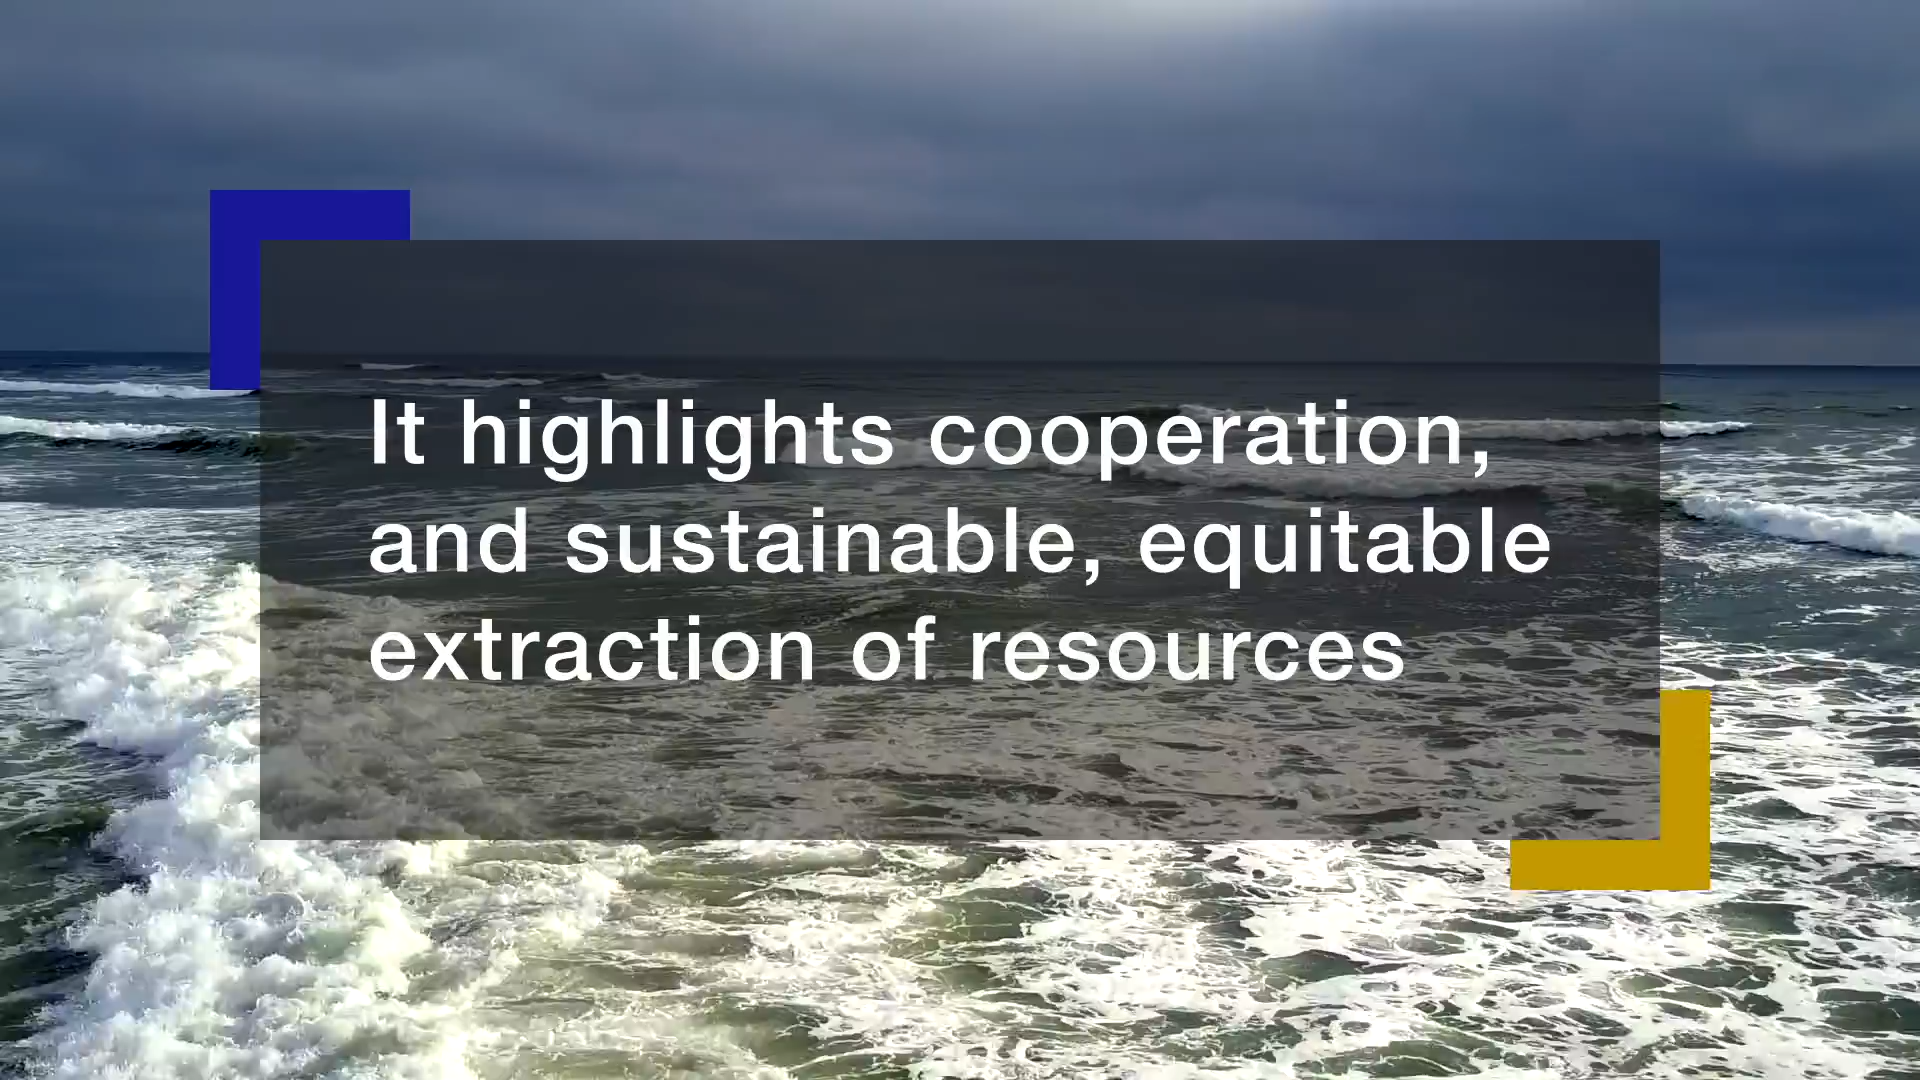 It highlights cooperation,
and sustainable, equitable
extraction of resources